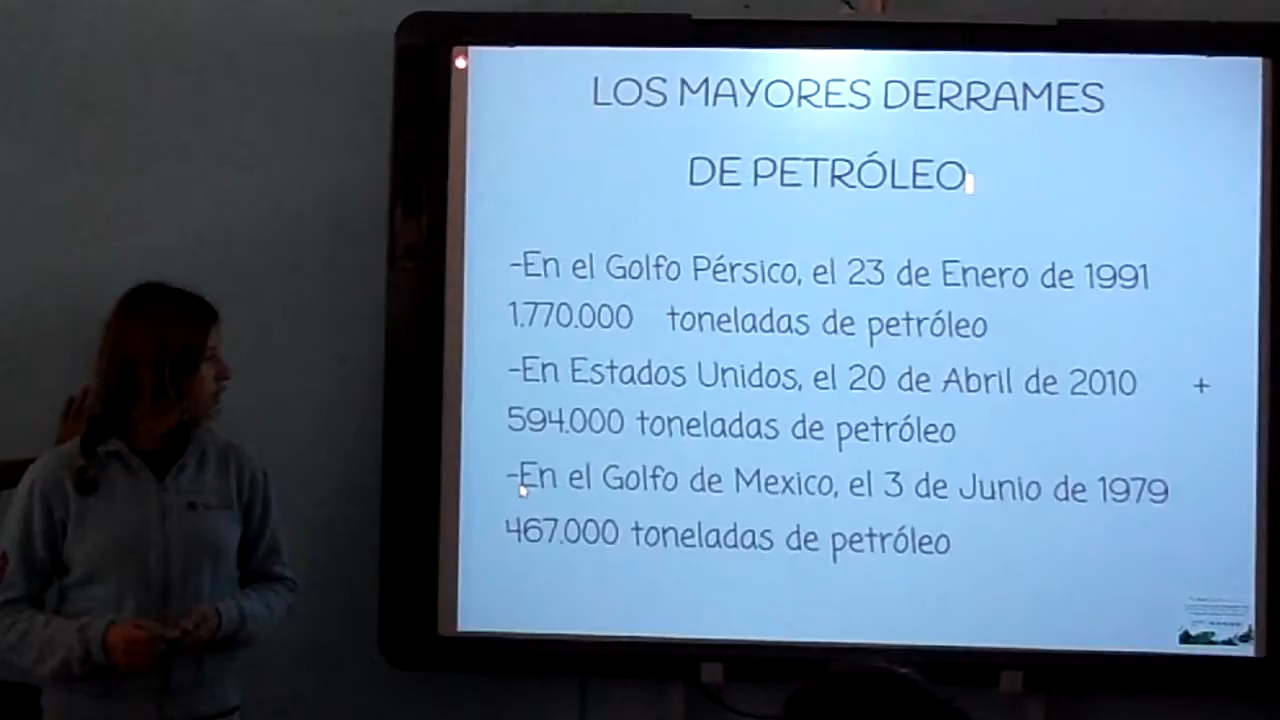 LOS MAYORES DERRAMES
DE PETRÓLEO
-En el Golfo Pérsico, el 23 de Enero de 1991
1.770.000 toneladas de petróleo
-En Estados Unidos, el 20 de Abril de 2010 +
594.000 toneladas de petróleo
-En el Golfo de Mexico, el 3 de Junio de 1979
467.000 toneladas de petróleo